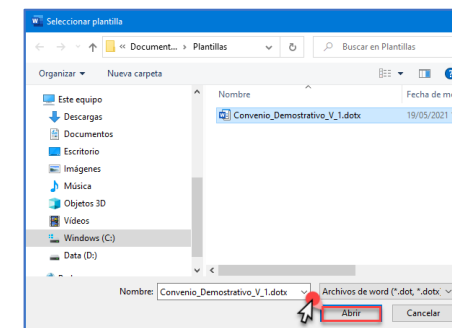 Seleccionar plantilla
« Document... › Plantillas
Buscar en Plantillas
Organizar
Nueva carpeta
Nombre
Fecha de
Este equipo
Convenio_Demostrativo_V_1.dotx
19/05/2021
Descargas
Documentos
Escritorio
Imágenes
Música
Objetos 3D
Vídeos
Windows (C:)
Data (D:)
Nombre:
Convenio_Demostrativo_V_1.dotx
Archivos de word (*.dot, *.dotx
Abrir
Cancelar